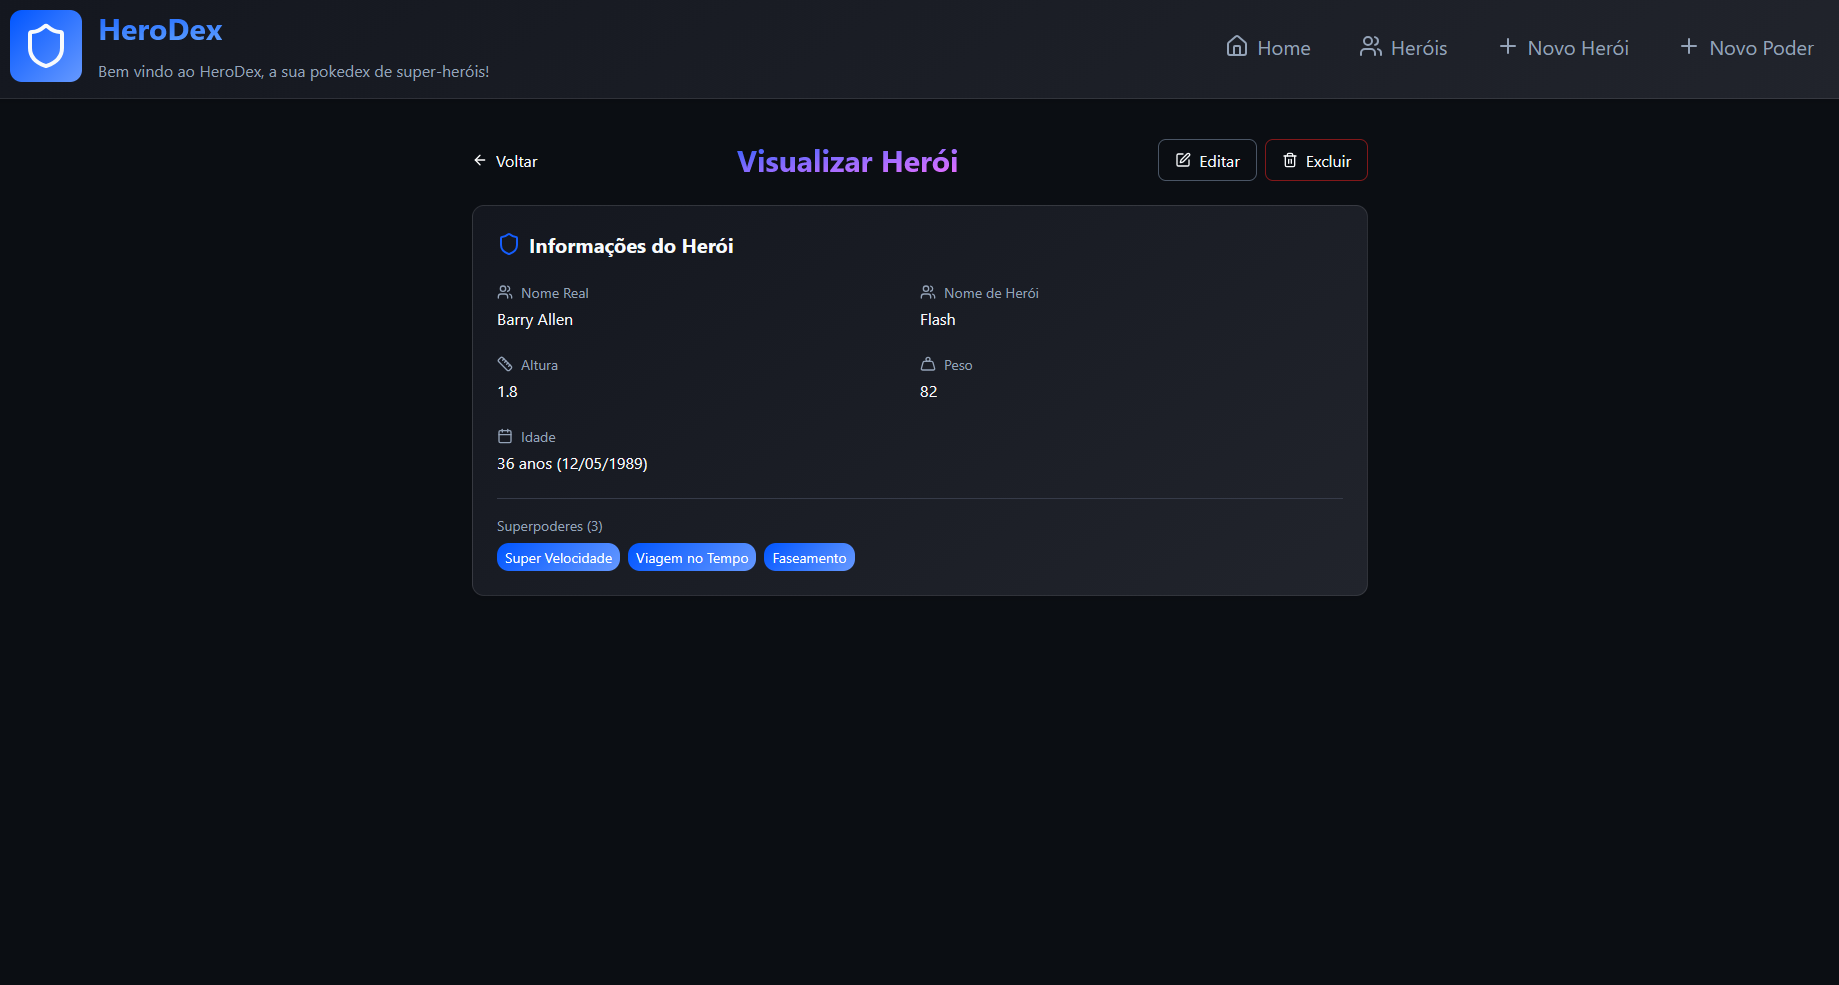 HeroDex
Bem vindo ao HeroDex, a sua pokedex de super-heróis!
Home
Heróis
Novo Herói
Novo Poder
Voltar
Visualizar Herói
Editar
Excluir
Informações do Herói
Nome Real
Barry Allen
Nome de Herói
Flash
Altura
1.8
Peso
82
Idade
36 anos (12/05/1989)
Superpoderes (3)
Super Velocidade
Viagem no Tempo
Faseamento